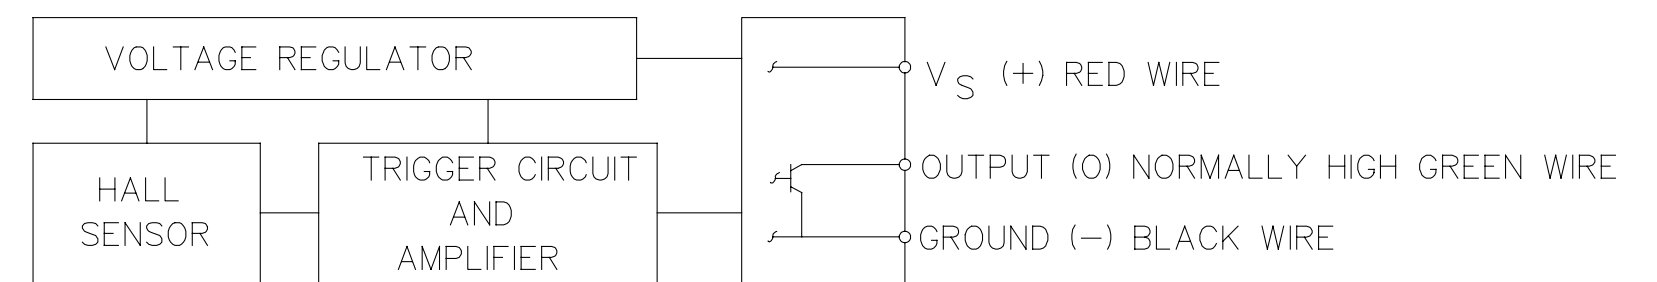 VOLTAGE REGULATOR
V S (+) RED WIRE
HALL
SENSOR
TRIGGER CIRCUIT
AND
AMPLIFIER
OUTPUT (O) NORMALLY HIGH GREEN WIRE
GROUND (–) BLACK WIRE